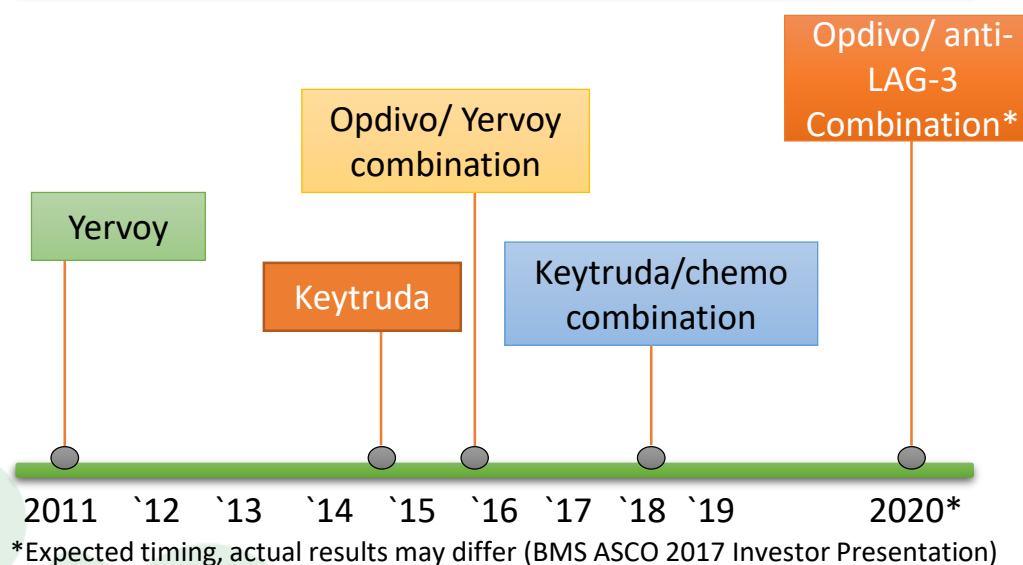 Opdivo/ anti-
LAG-3
Combination*
Opdivo/ Yervoy
combination
Yervoy
Keytruda
Keytruda/chemo
combination
2011 `12 `13 `14 `15 `16 `17 `18 `19 2020*
*Expected timing, actual results may differ (BMS ASCO 2017 Investor Presentation)